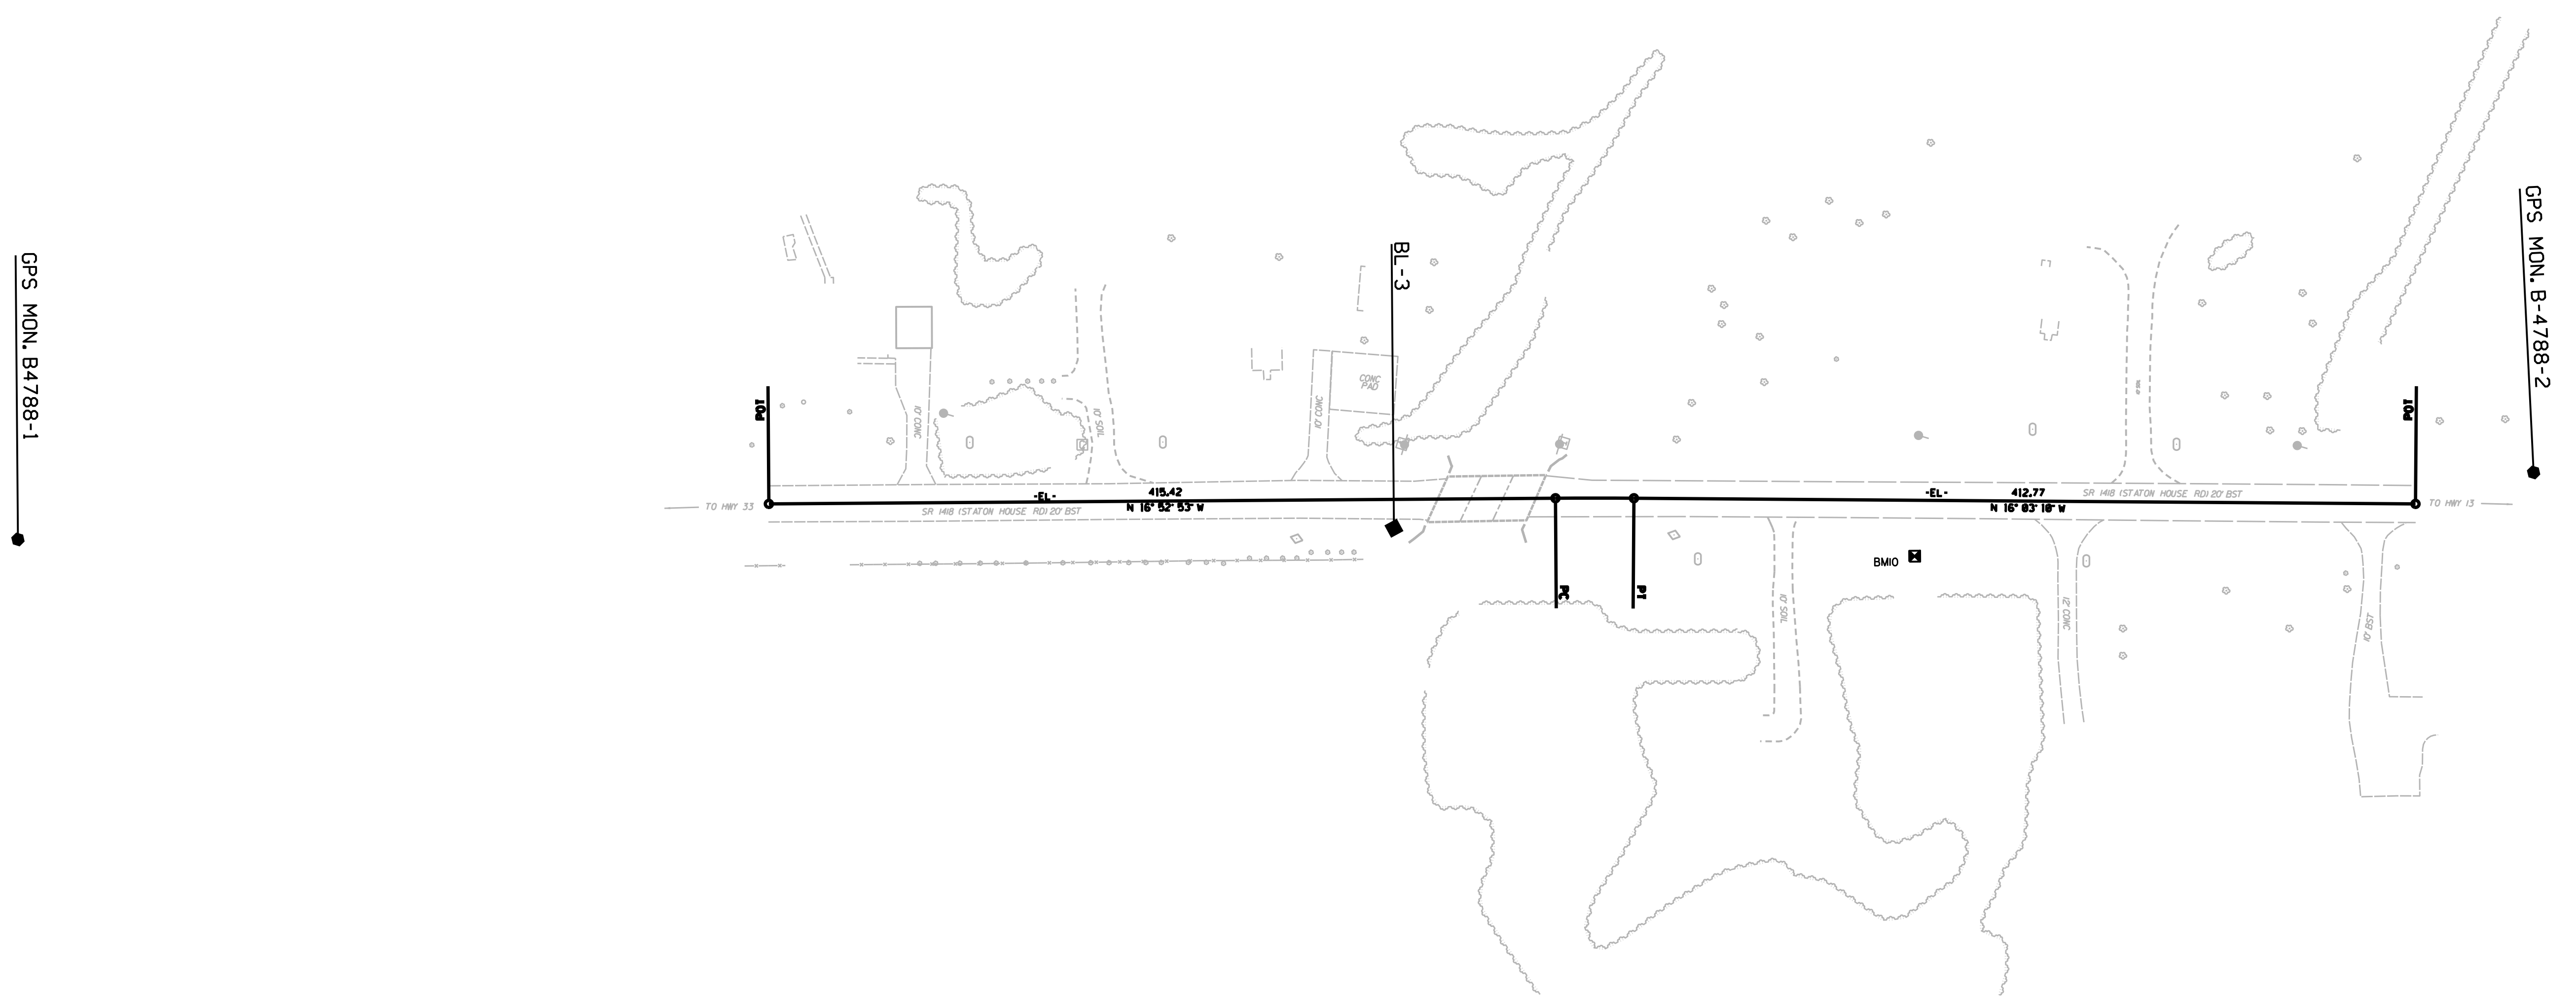 GPS MON. B4788-1
BL-3
GPS MON. B-4788-2
POT
10' CONC
10' SOIL
10' CONC
CONC
PAD
POT
TO HWY 33
-EL-
415.42
SR 1418 (STATON HOUSE RD) 20' BST
N 16° 52' 53" W
-EL-
412.77
SR 1418 (STATON HOUSE RD) 20' BST
N 16° 03' 10" W
TO HWY 13
PC
PT
BM10
10' SOIL
12' CONC
10' BST